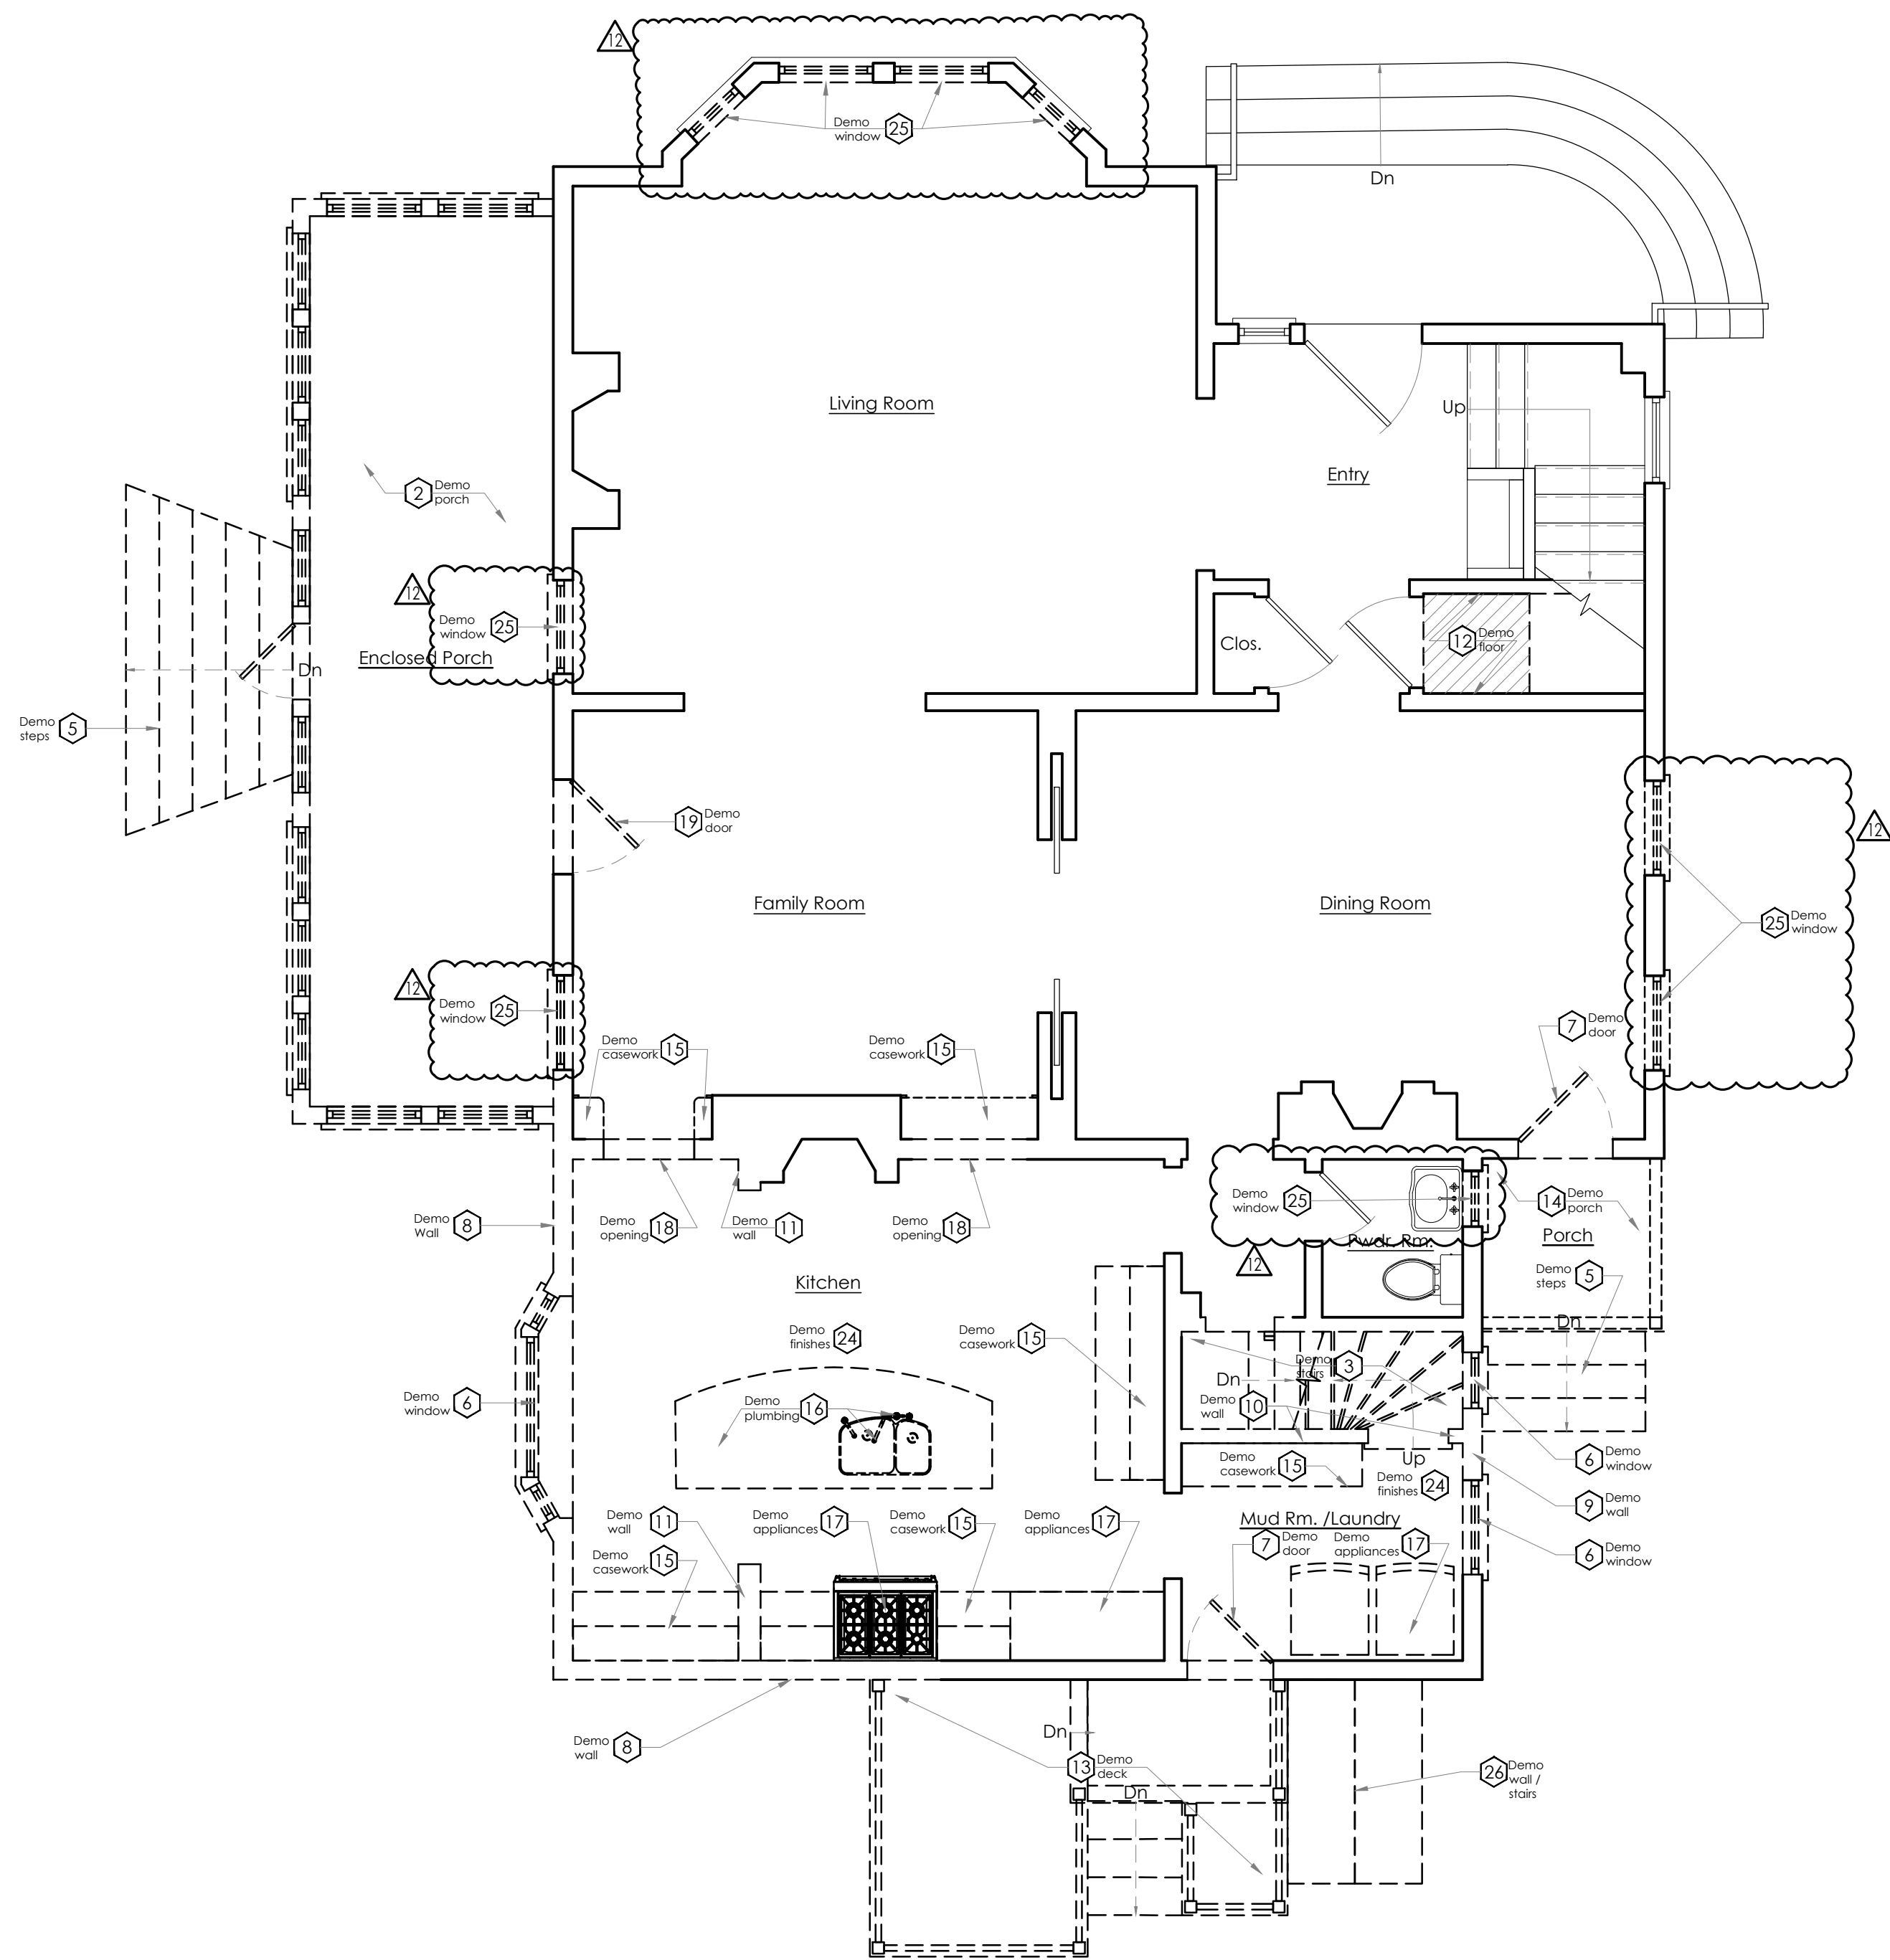 12
Demo
window 25
Dn
Living Room
Up
Entry
2 Demo
porch
12
Demo
window 25
Enclosed Porch
Dn
Clos.
12 Demo
floor
Demo
steps 5
19 Demo
door
12
Family Room
Dining Room
25 Demo
window
12
Demo
window 25
7 Demo
door
Demo
casework 15
Demo
casework 15
Demo
Wall 8
Demo
opening 18
Demo
wall 11
Demo
opening 18
Demo
window 25
14 Demo
porch
12
Pwdr. Rm.
Porch
Kitchen
Demo
steps 5
Demo
finishes 24
Demo
casework 15
Dn
Demo
stairs 3
Dn
Demo
window 6
Demo
plumbing 16
Demo
wall 10
Up
Demo
casework 15
Demo
finishes 24
6 Demo
window
9 Demo
wall
Demo
wall 11
Demo
appliances 17
Demo
casework 15
Demo
appliances 17
Mud Rm. /Laundry
7 Demo
door
Demo
appliances 17
6 Demo
window
Demo
casework 15
Demo
wall 8
Dn
13 Demo
deck
Dn
26 Demo
wall /
stairs